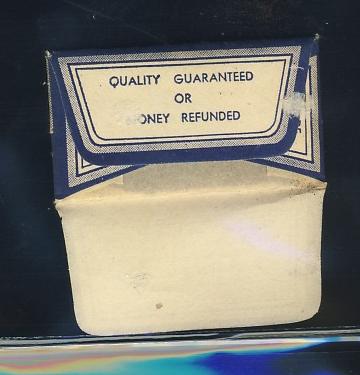 QUALITY GUARANTEED
OR
ONEY REFUNDED